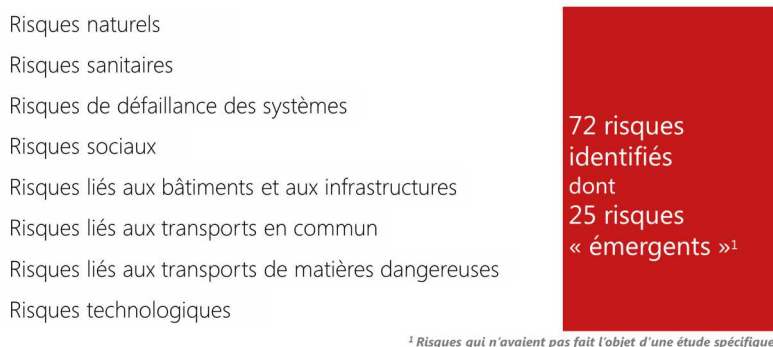 Risques naturels
Risques sanitaires
Risques de défaillance des systèmes
Risques sociaux
Risques liés aux bâtiments et aux infrastructures
Risques liés aux transports en commun
Risques liés aux transports de matières dangereuses
Risques technologiques
72 risques
identifiés
dont
25 risques
« émergents »¹
¹ Risques qui n'avaient pas fait l'objet d'une étude spécifique